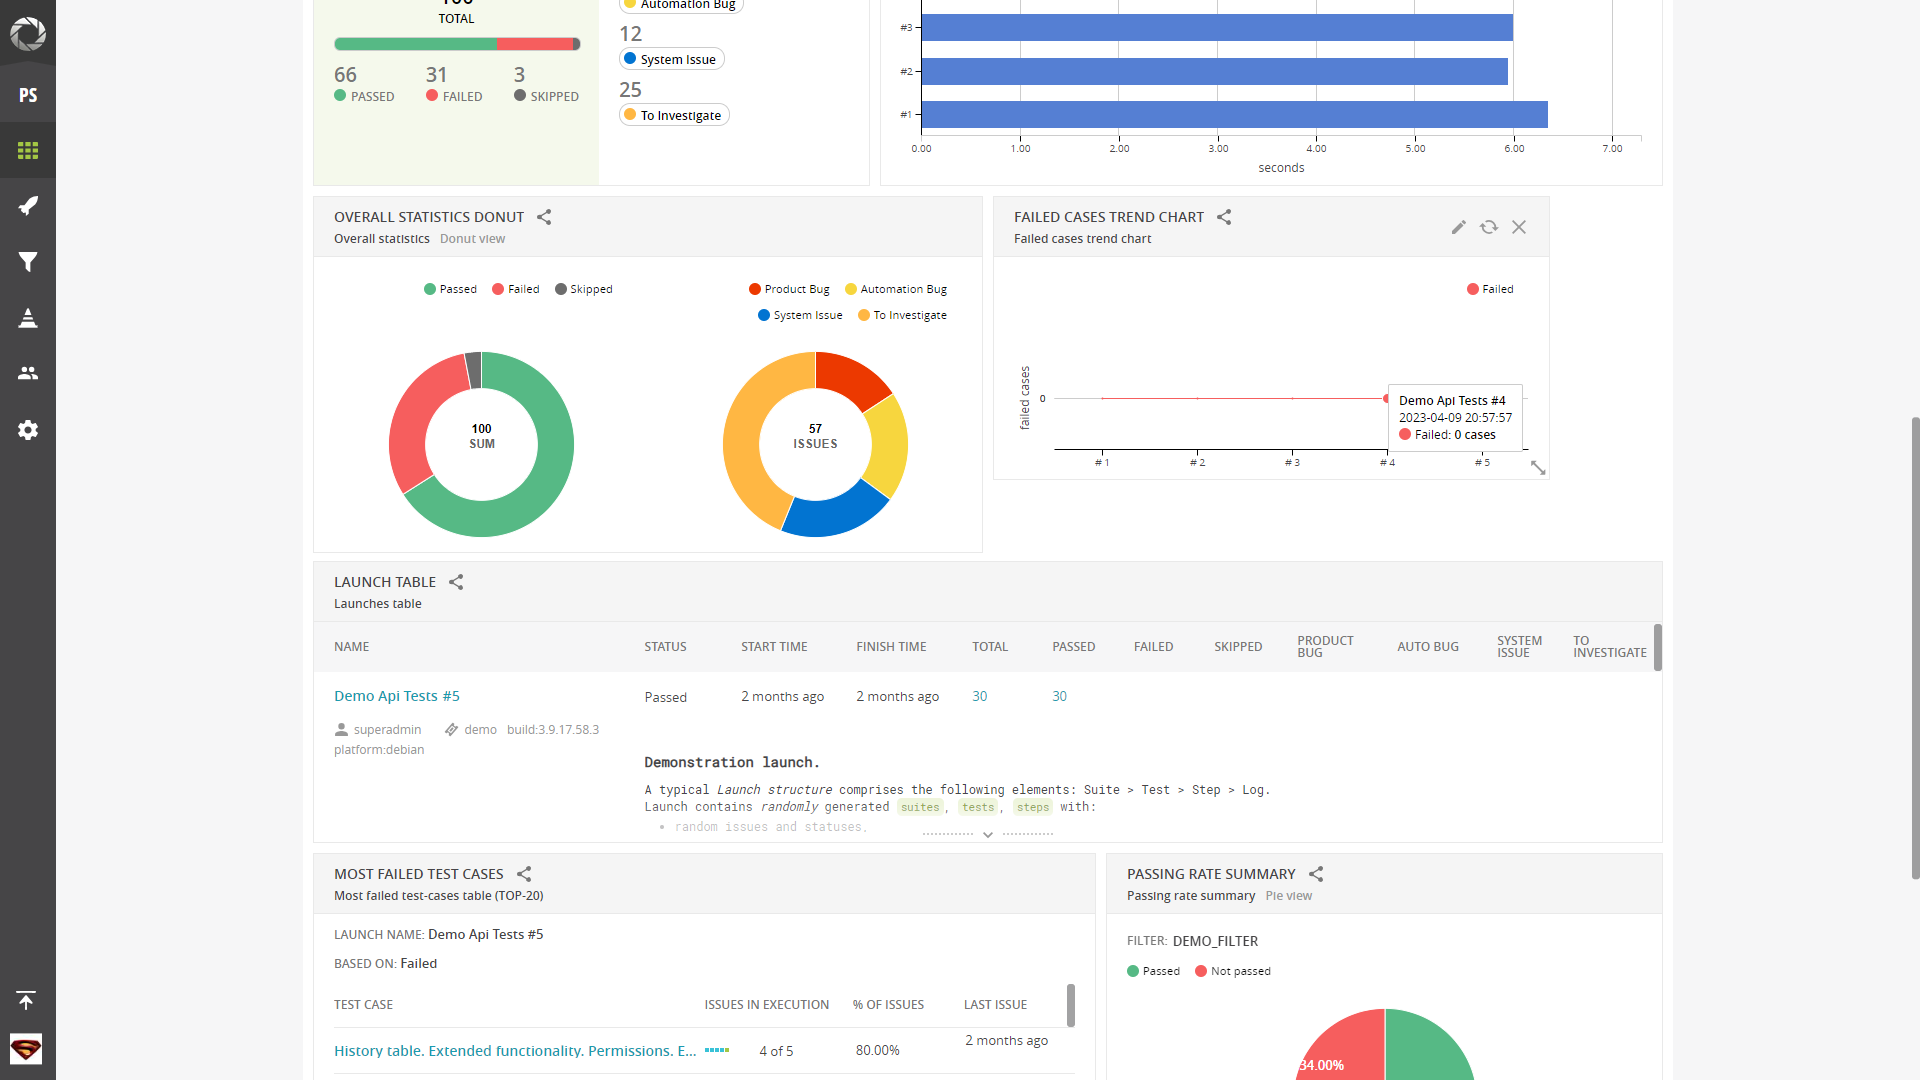 PS
TOTAL
66
PASSED
31
FAILED
3
SKIPPED
Automation Bug
12
System Issue
25
To Investigate
#3
#2
#1
0.00 1.00 2.00 3.00 4.00 5.00 6.00 7.00
seconds
OVERALL STATISTICS DONUT
Overall statistics Donut view
Passed Failed Skipped
100
SUM
Product Bug Automation Bug
System Issue To Investigate
57
ISSUES
FAILED CASES TREND CHART
Failed cases trend chart
Failed
failed cases
0
Demo Api Tests #4
2023-04-09 20:57:57
Failed: 0 cases
# 1 # 2 # 3 # 4 # 5
LAUNCH TABLE
Launches table
NAME STATUS START TIME FINISH TIME TOTAL PASSED FAILED SKIPPED PRODUCT BUG AUTO BUG SYSTEM ISSUE TO INVESTIGATE
Demo Api Tests #5 Passed 2 months ago 2 months ago 30 30
superadmin demo build:3.9.17.58.3
platform:debian
Demonstration launch.
A typical Launch structure comprises the following elements: Suite > Test > Step > Log.
Launch contains randomly generated suites, tests, steps with:
• random issues and statuses,
MOST FAILED TEST CASES
Most failed test-cases table (TOP-20)
LAUNCH NAME: Demo Api Tests #5
BASED ON: Failed
TEST CASE ISSUES IN EXECUTION % OF ISSUES LAST ISSUE
History table. Extended functionality. Permissions. E... 4 of 5 80.00% 2 months ago
PASSING RATE SUMMARY
Passing rate summary Pie view
FILTER: DEMO_FILTER
Passed Not passed
34.00%